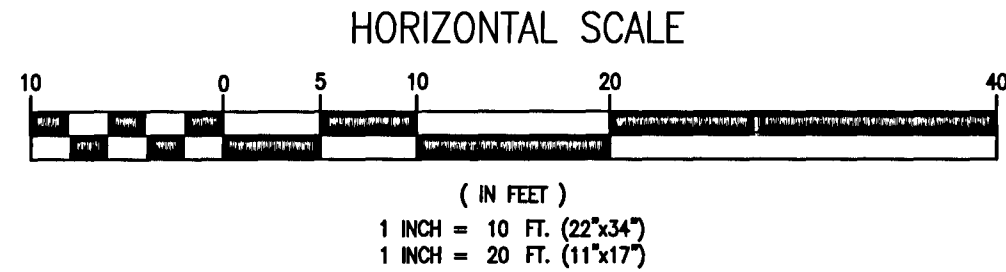 HORIZONTAL SCALE
10 0 5 10 20 40
( IN FEET )
1 INCH = 10 FT. (22"x34")
1 INCH = 20 FT. (11"x17")